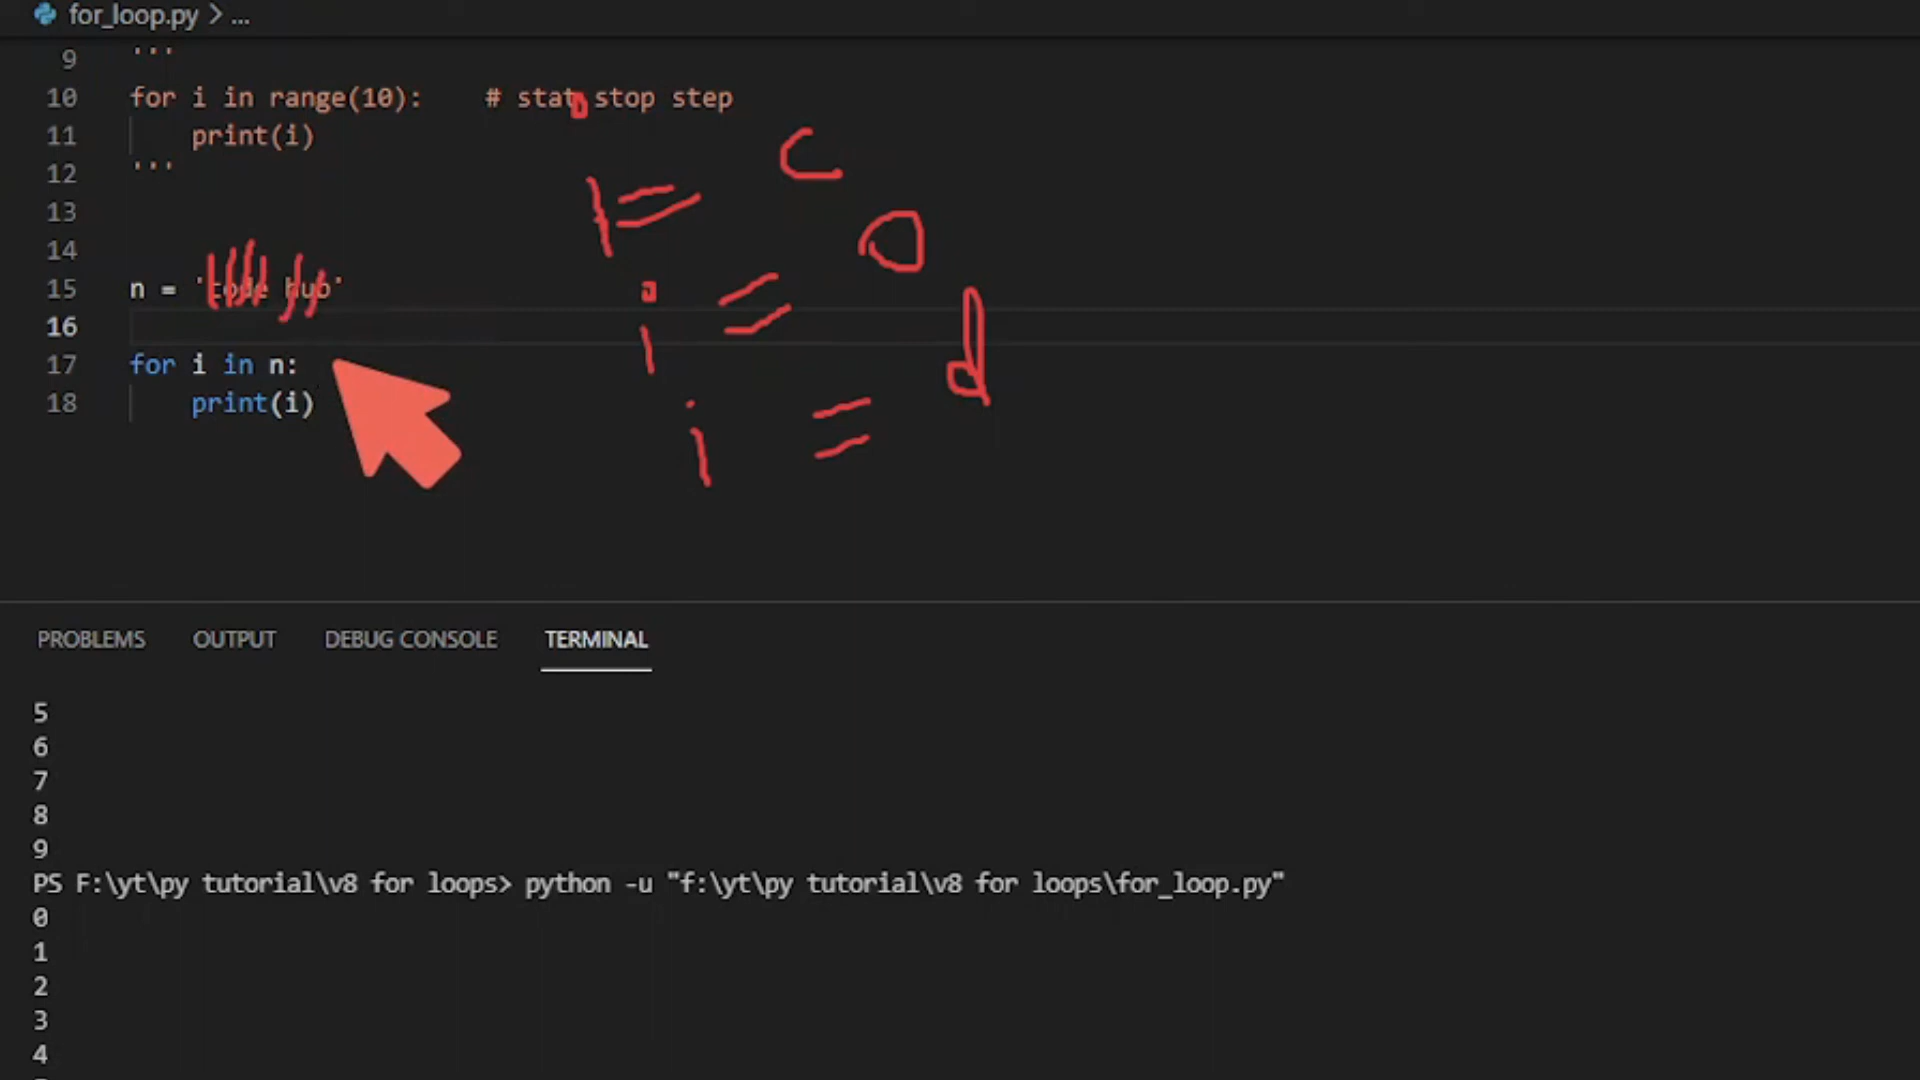 for_loop.py > ...
9 '''
10 for i in range(10): # stat stop step
11 print(i)
12 '''
13
14
15 n = 'code hub'
16
17 for i in n:
18 print(i)
i = c
i = o
i = d
PROBLEMS OUTPUT DEBUG CONSOLE TERMINAL
5
6
7
8
9
PS F:\yt\py tutorial\v8 for loops> python -u "f:\yt\py tutorial\v8 for loops\for_loop.py"
0
1
2
3
4